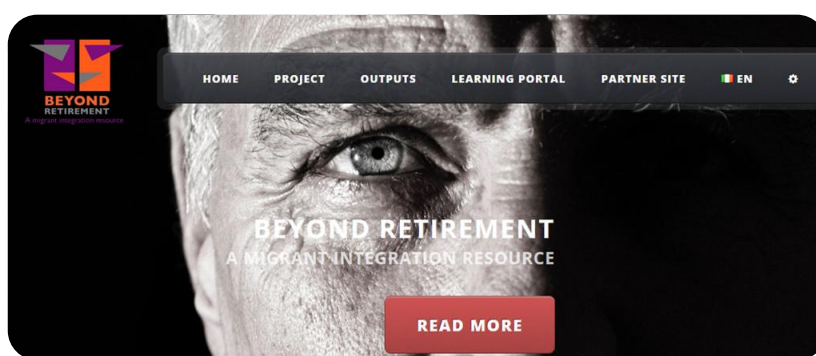 BEYOND
RETIREMENT
A migrant integration resource
HOME PROJECT OUTPUTS LEARNING PORTAL PARTNER SITE EN
BEYOND RETIREMENT
A MIGRANT INTEGRATION RESOURCE
READ MORE